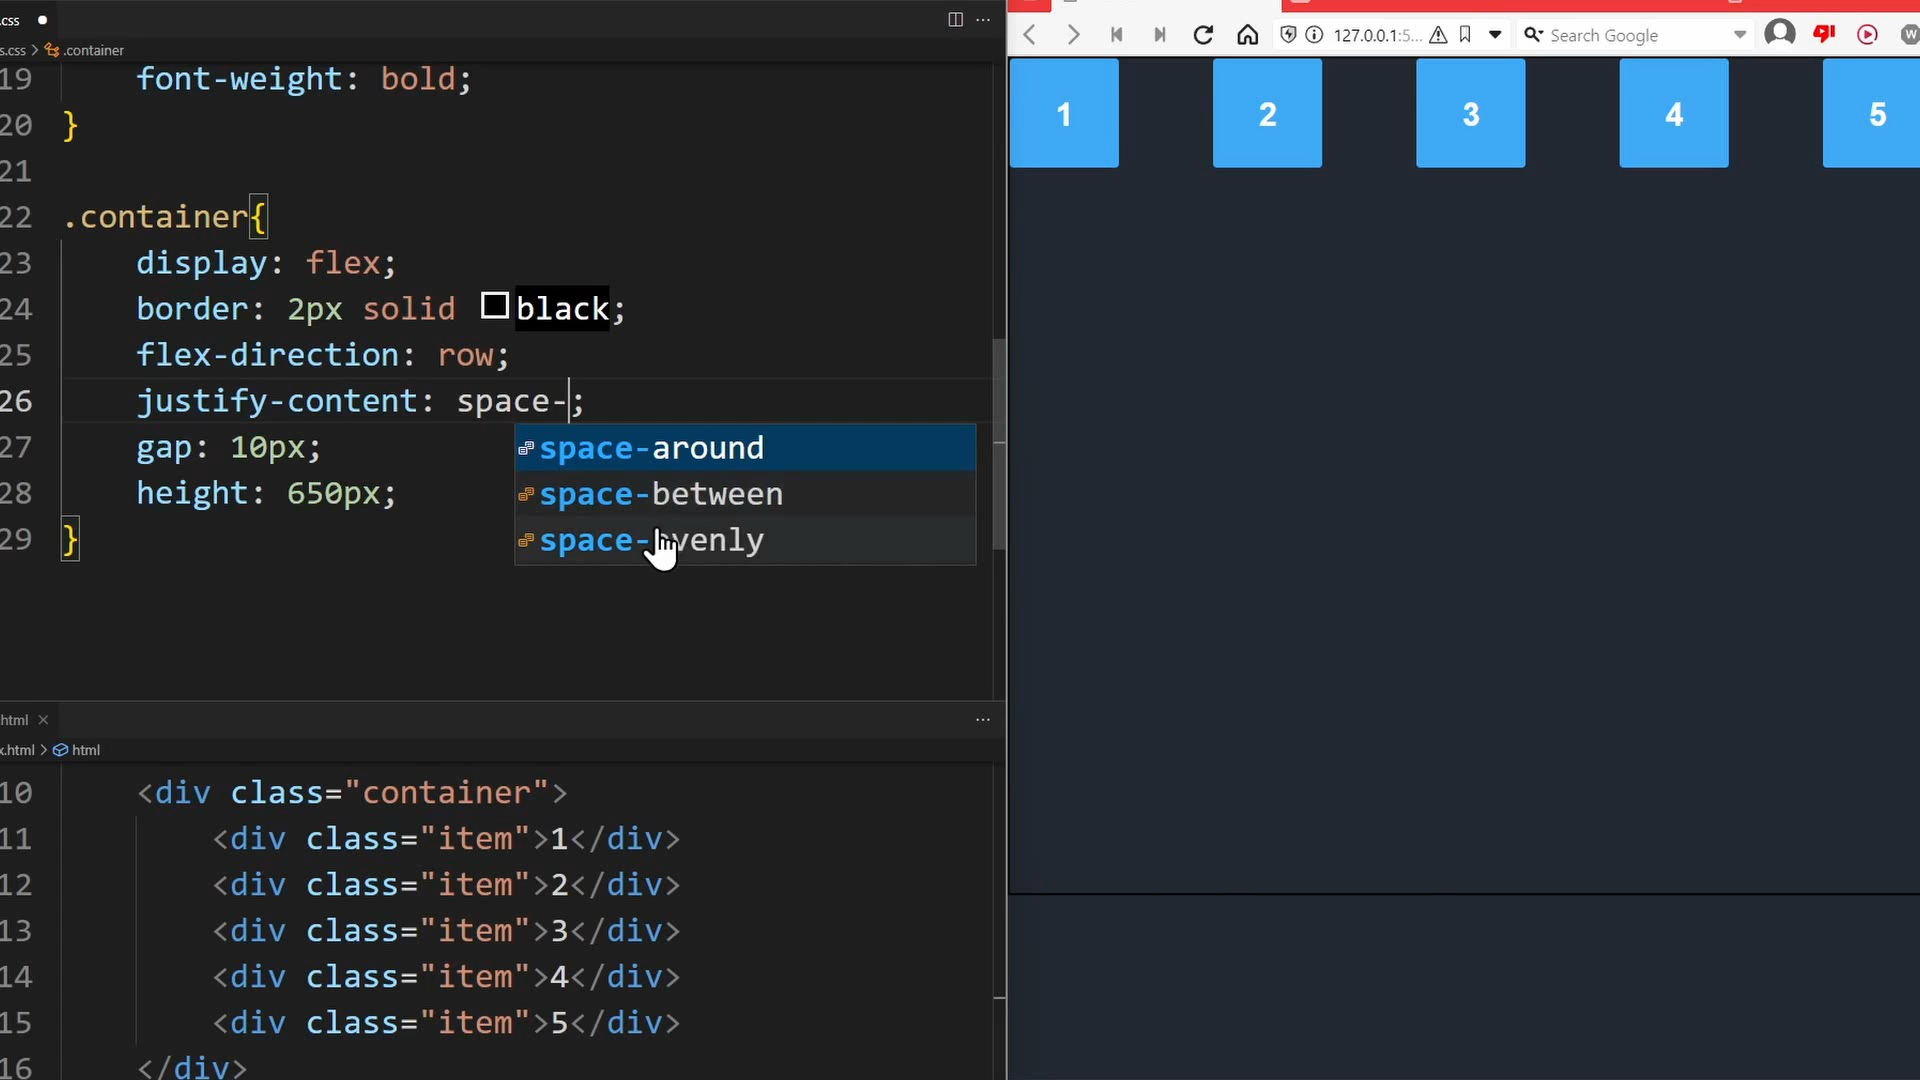 .css
s.css > .container
19 font-weight: bold;
20 }
21
22 .container{
23 display: flex;
24 border: 2px solid black;
25 flex-direction: row;
26 justify-content: space-;
27 gap: 10px;
28 height: 650px;
29 }
space-around
space-between
space-evenly
html
x.html > html
10 <div class="container">
11 <div class="item">1</div>
12 <div class="item">2</div>
13 <div class="item">3</div>
14 <div class="item">4</div>
15 <div class="item">5</div>
16 </div>
127.0.0.1:5... Search Google W
1 2 3 4 5